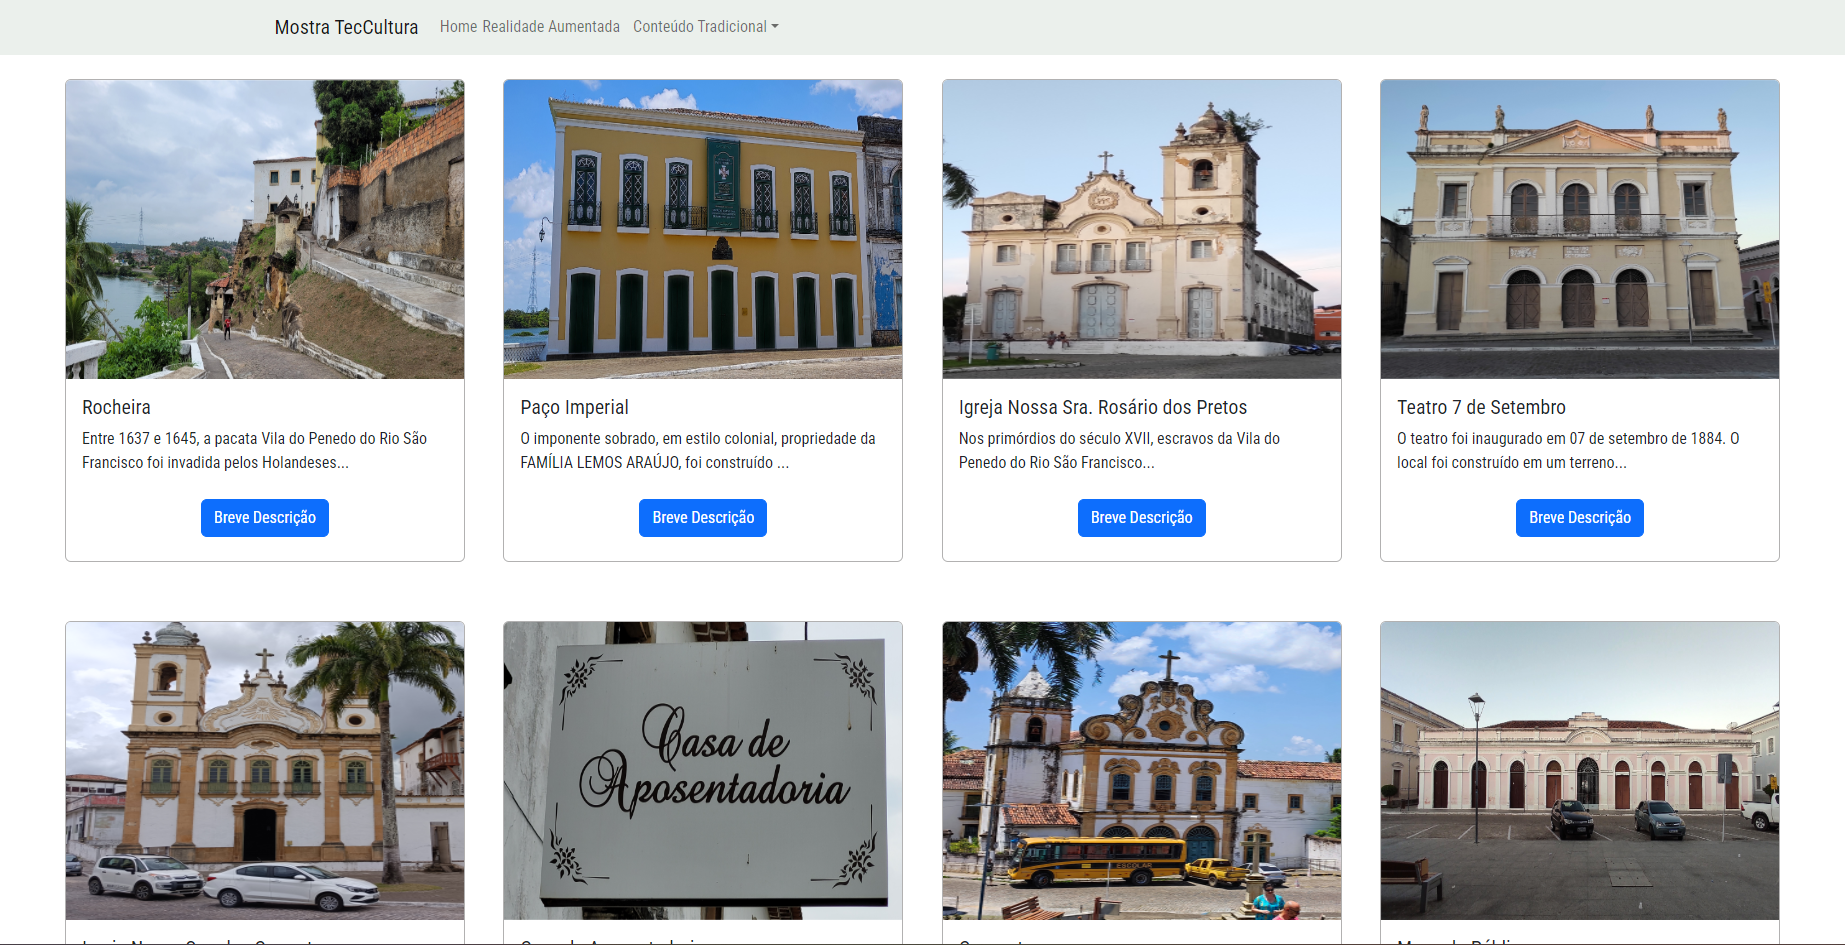 Mostra TecCultura
Home Realidade Aumentada
Conteúdo Tradicional
Rocheira
Entre 1637 e 1645, a pacata Vila do Penedo do Rio São
Francisco foi invadida pelos Holandeses...
Breve Descrição
Paço Imperial
O imponente sobrado, em estilo colonial, propriedade da
FAMÍLIA LEMOS ARAÚJO, foi construído ...
Breve Descrição
Igreja Nossa Sra. Rosário dos Pretos
Nos primórdios do século XVII, escravos da Vila do
Penedo do Rio São Francisco...
Breve Descrição
Teatro 7 de Setembro
O teatro foi inaugurado em 07 de setembro de 1884. O
local foi construído em um terreno...
Breve Descrição
Casa de
Aposentadoria
ESCOLAR